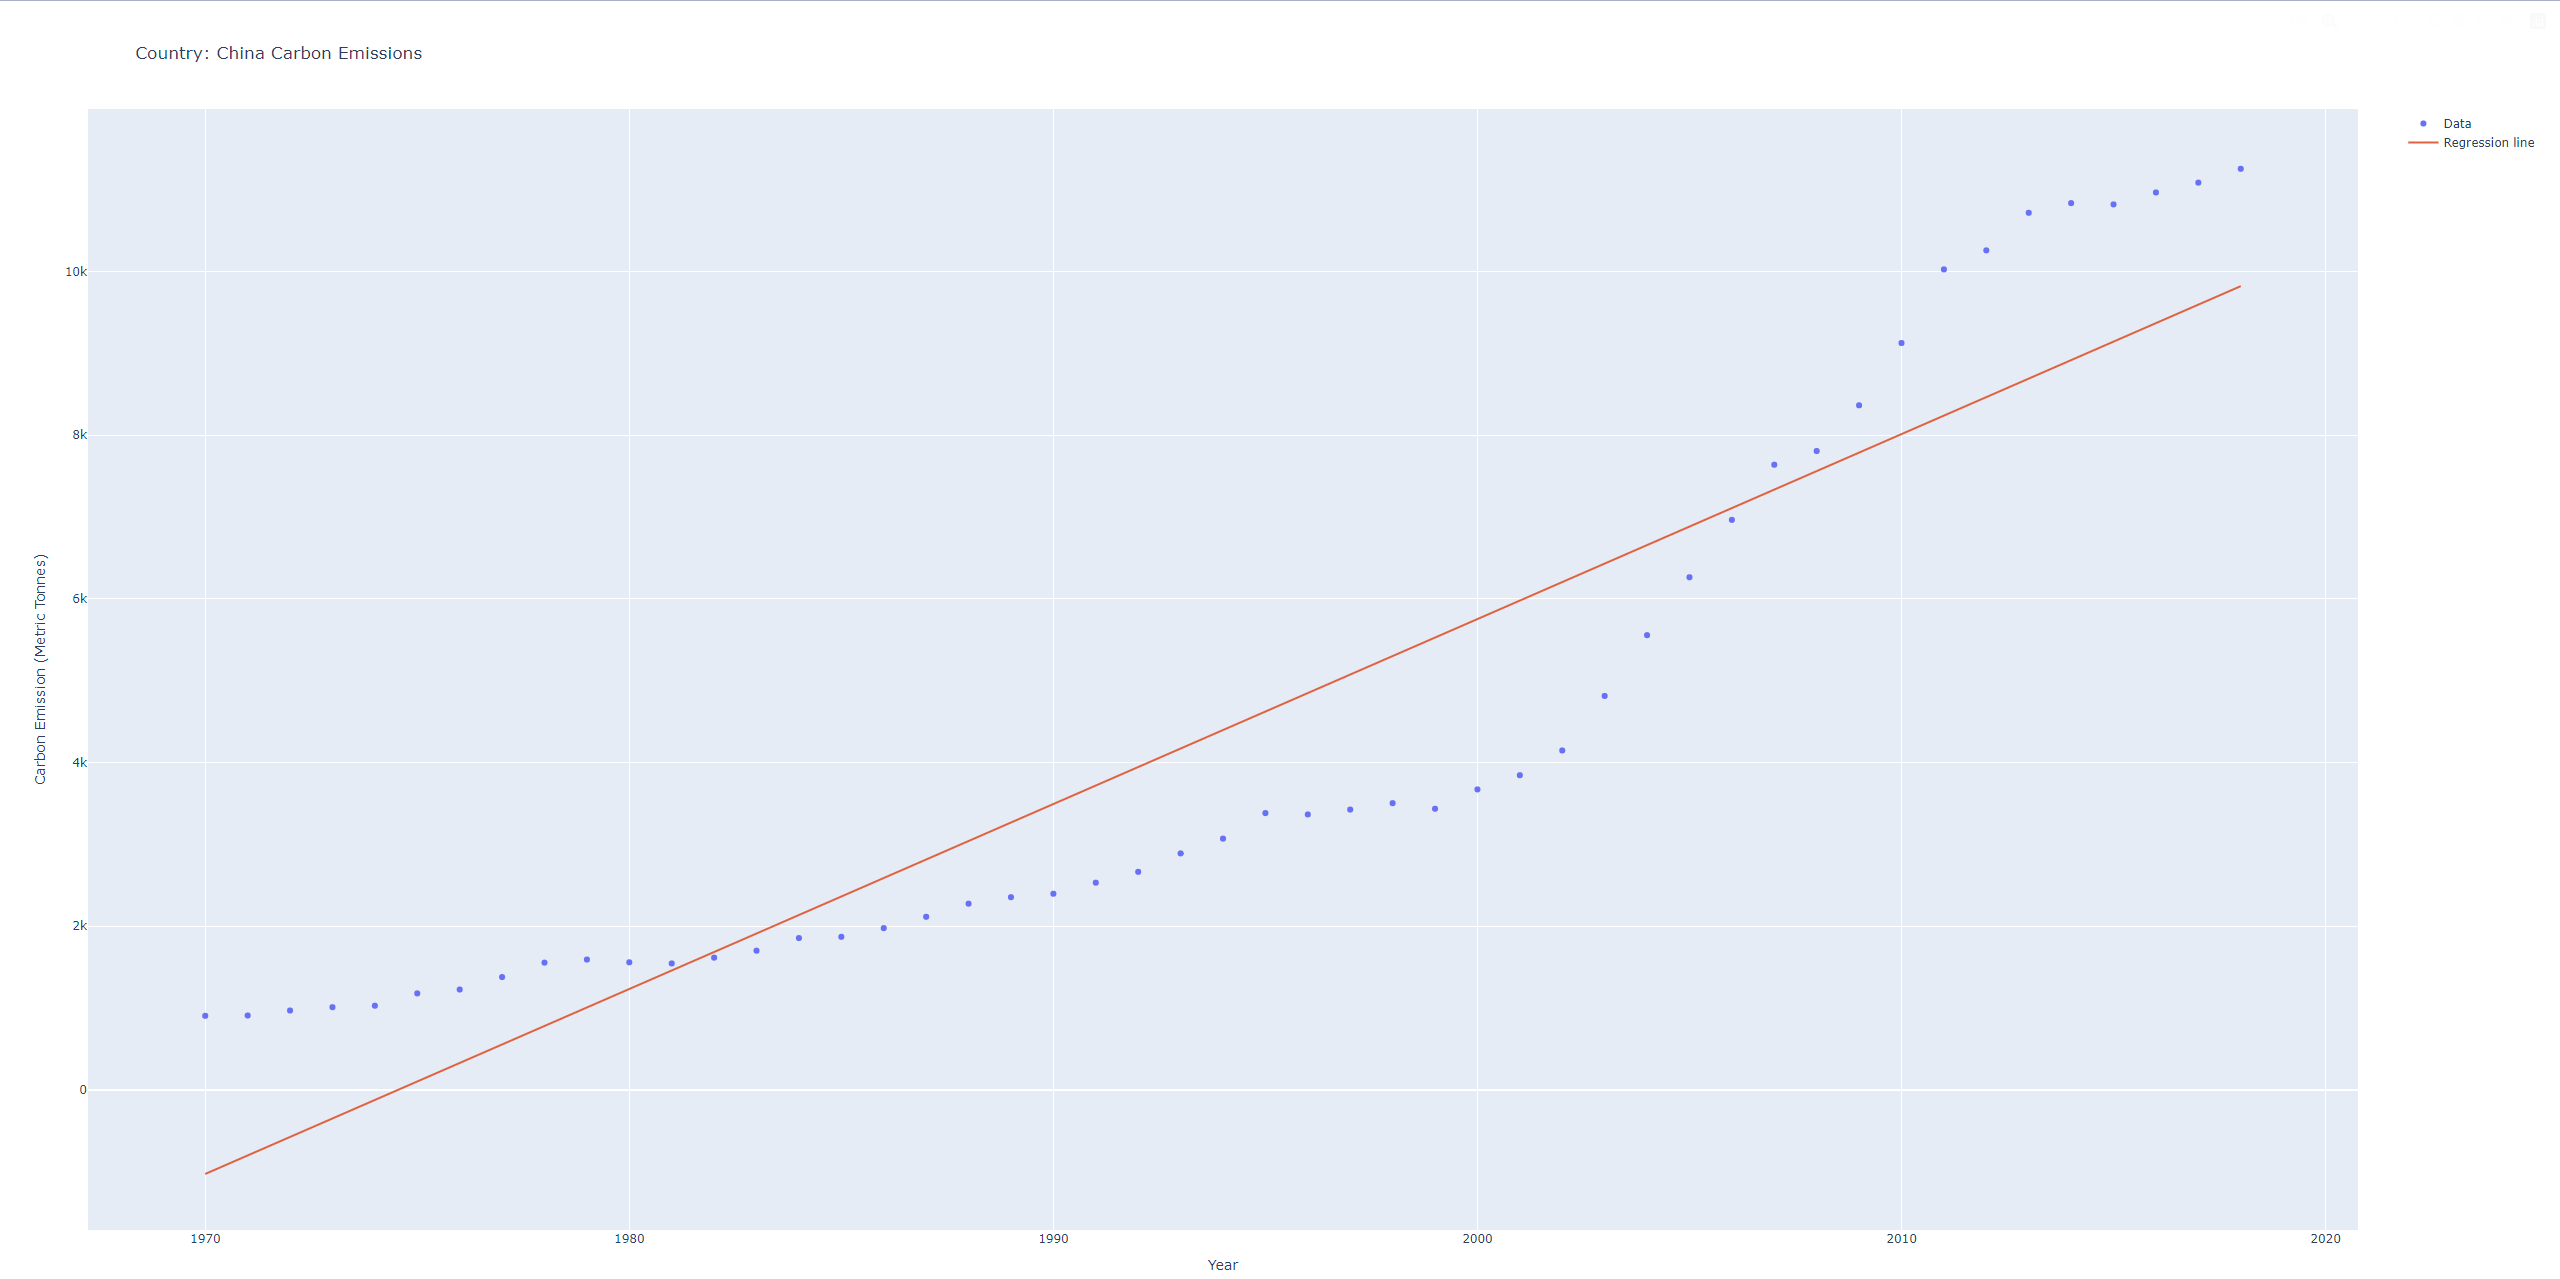 Country: China Carbon Emissions
Data
Regression line
10k
8k
6k
4k
2k
0
Carbon Emission (Metric Tonnes)
1970 1980 1990 2000 2010 2020
Year